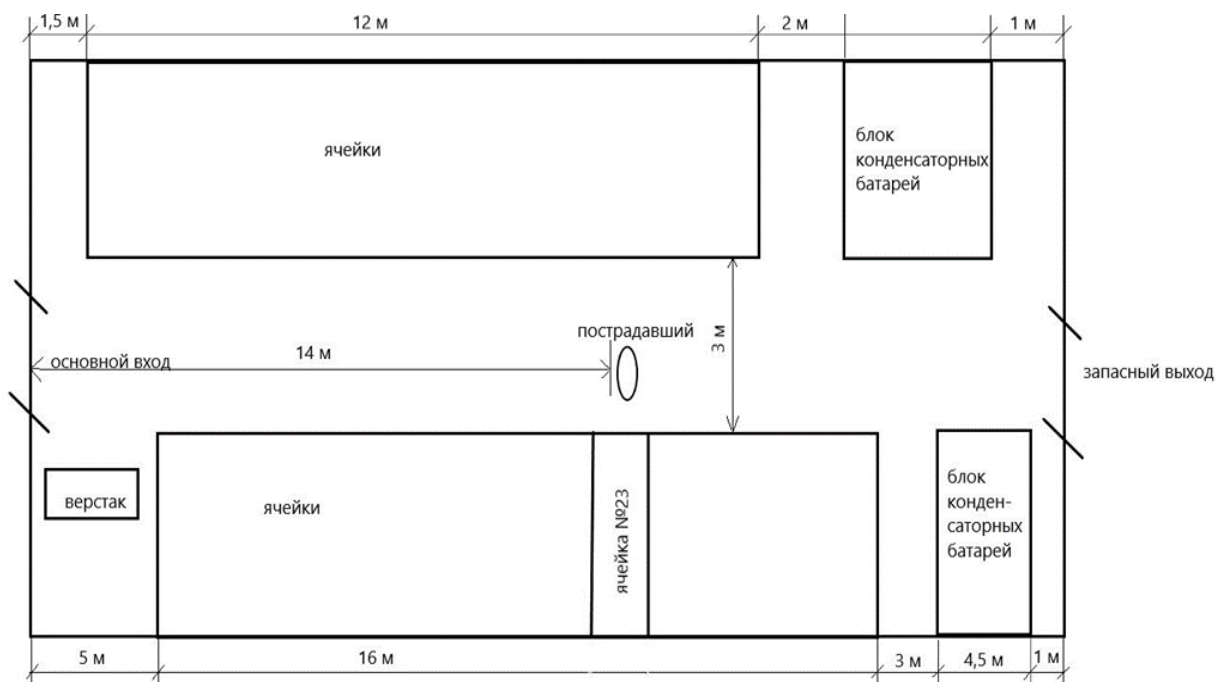 1,5 м
12 м
2 м
1 м
ячейки
блок
конденсаторных
батарей
пострадавший
3 м
14 м
основной вход
запасный выход
верстак
ячейки
ячейка №23
блок
конден-
саторных
батарей
5 м
16 м
3 м
4,5 м
1 м